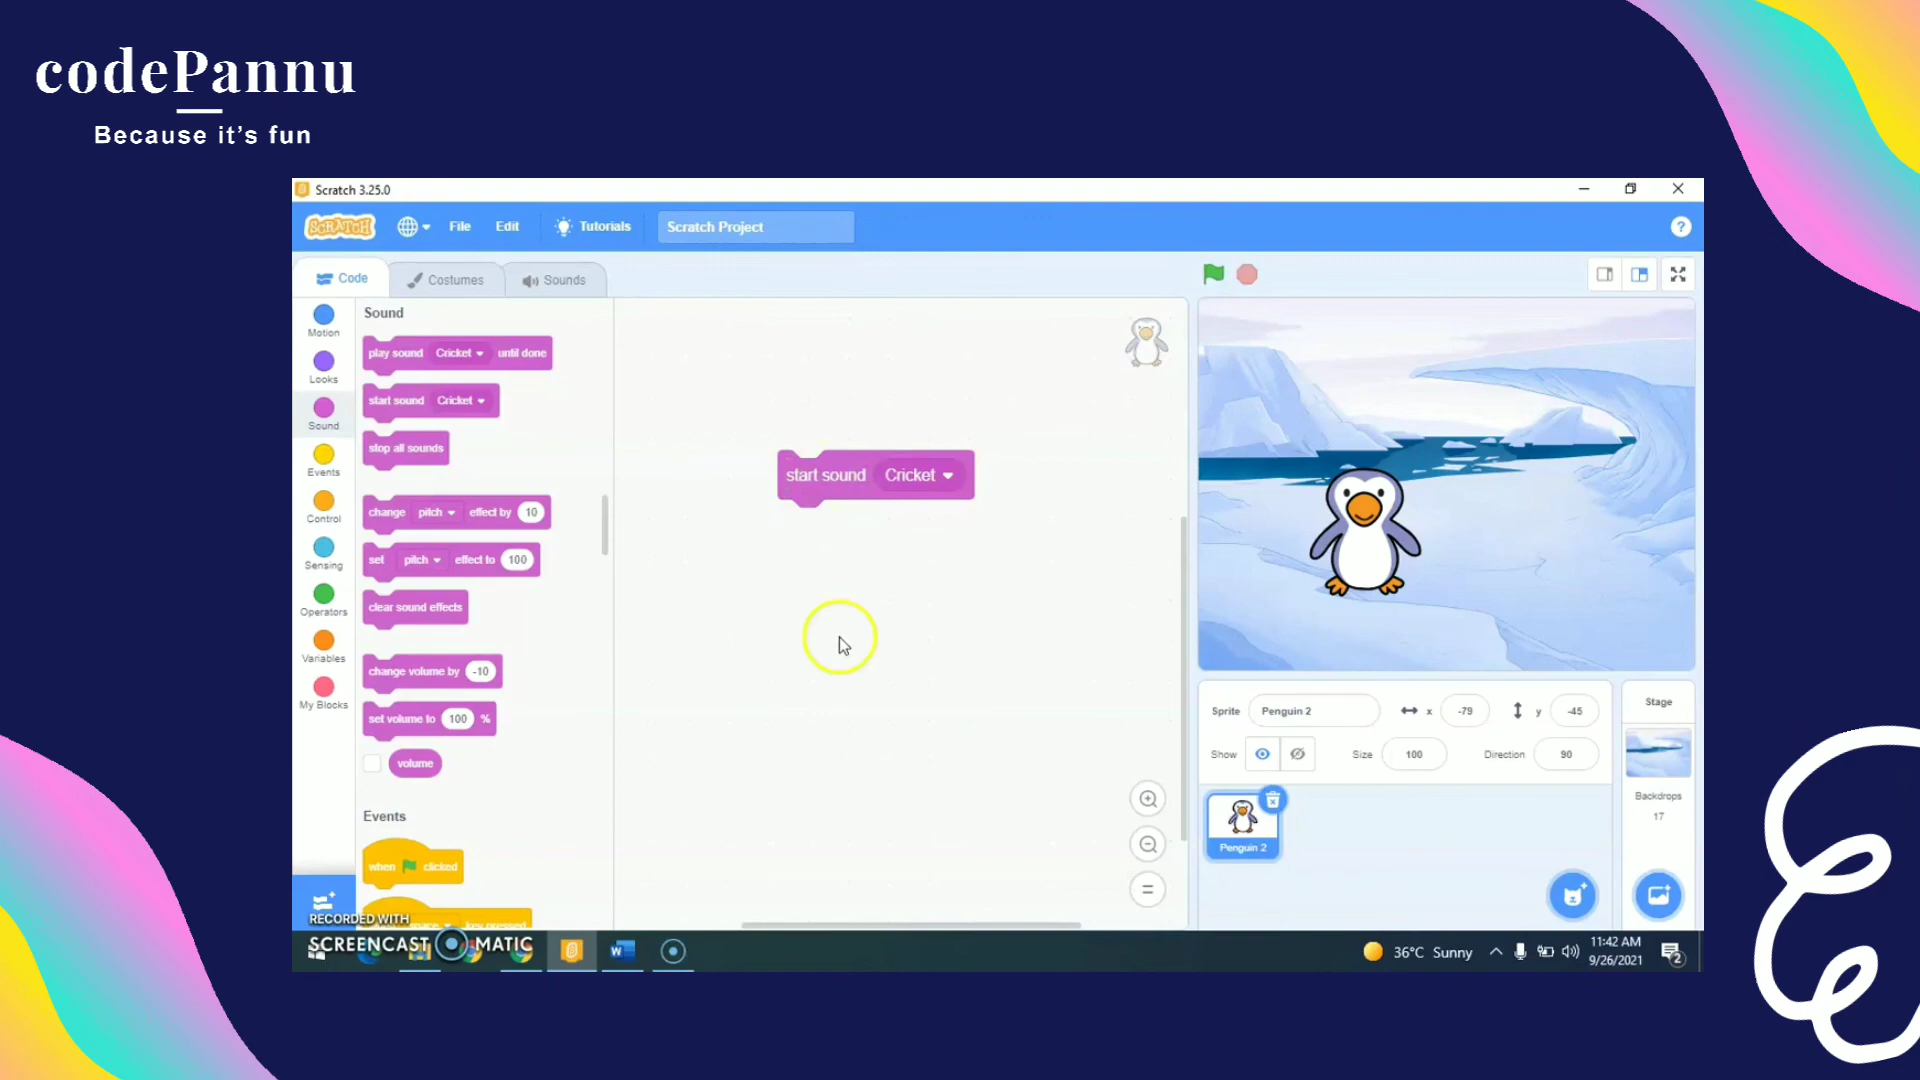 codePannu
Because it's fun
Scratch 3.25.0
SCRATCH
File
Edit
Tutorials
Scratch Project
?
Code
Costumes
Sounds
Motion
Looks
Sound
Events
Control
Sensing
Operators
Variables
My Blocks
Sound
play sound Cricket until done
start sound Cricket
stop all sounds
change pitch effect by 10
set pitch effect to 100
clear sound effects
change volume by -10
set volume to 100 %
volume
Events
when clicked
key pressed
start sound Cricket
Sprite Penguin 2 x -79 y -45
Show Size 100 Direction 90
Penguin 2
Stage
Backdrops
17
RECORDED WITH
SCREENCAST MATIC
W
36°C Sunny
11:42 AM
9/26/2021
2